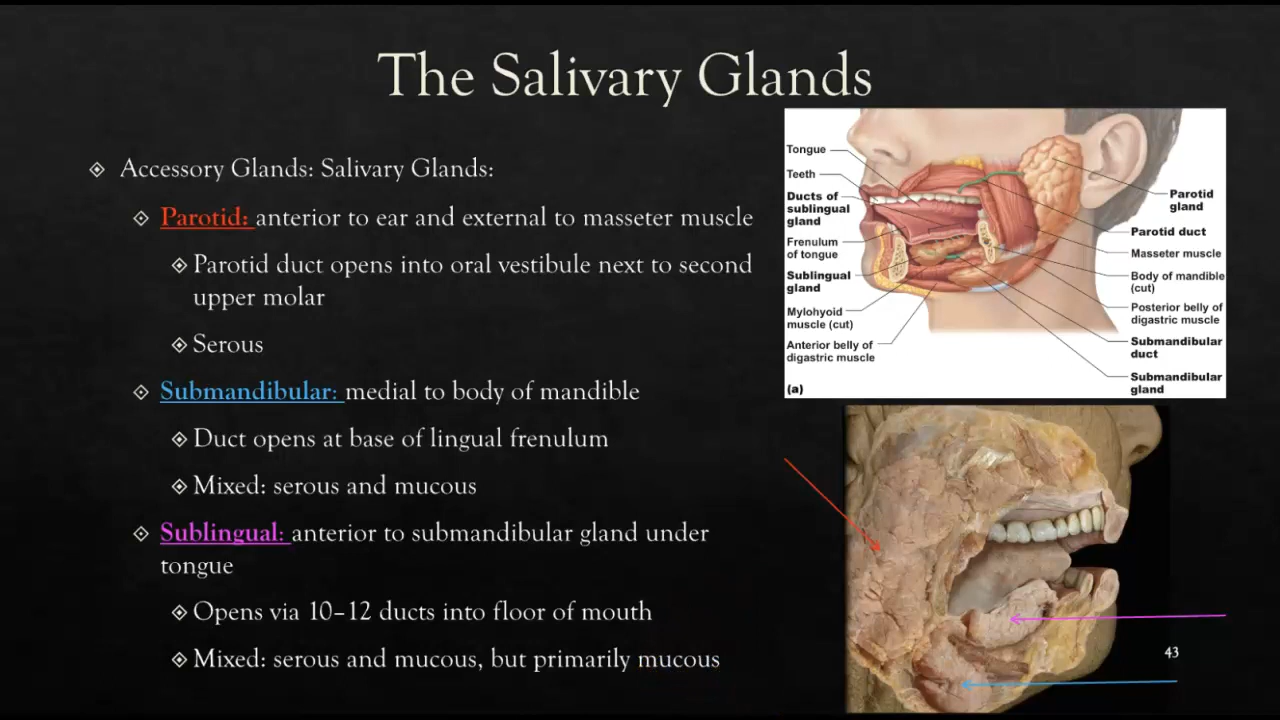 The Salivary Glands
Accessory Glands: Salivary Glands:
Parotid: anterior to ear and external to masseter muscle
Parotid duct opens into oral vestibule next to second
upper molar
Serous
Submandibular: medial to body of mandible
Duct opens at base of lingual frenulum
Mixed: serous and mucous
Sublingual: anterior to submandibular gland under
tongue
Opens via 10–12 ducts into floor of mouth
Mixed: serous and mucous, but primarily mucous
Tongue
Teeth
Ducts of
sublingual
gland
Frenulum
of tongue
Sublingual
gland
Mylohyoid
muscle (cut)
Anterior belly of
digastric muscle
(a)
Parotid
gland
Parotid duct
Masseter muscle
Body of mandible
(cut)
Posterior belly of
digastric muscle
Submandibular
duct
Submandibular
gland
43